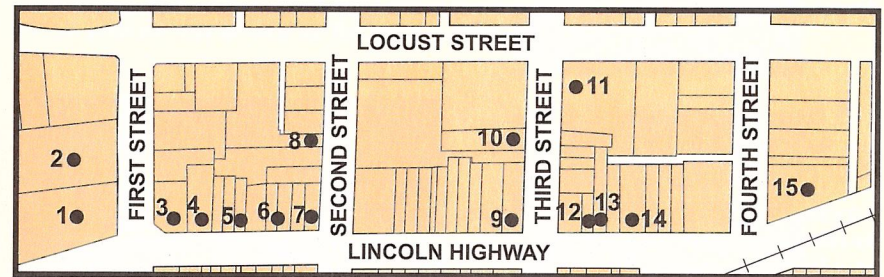 LOCUST STREET
FIRST STREET
SECOND STREET
THIRD STREET
FOURTH STREET
11
8
10
2
15
1
3
4
5
6
7
9
12
13
14
LINCOLN HIGHWAY